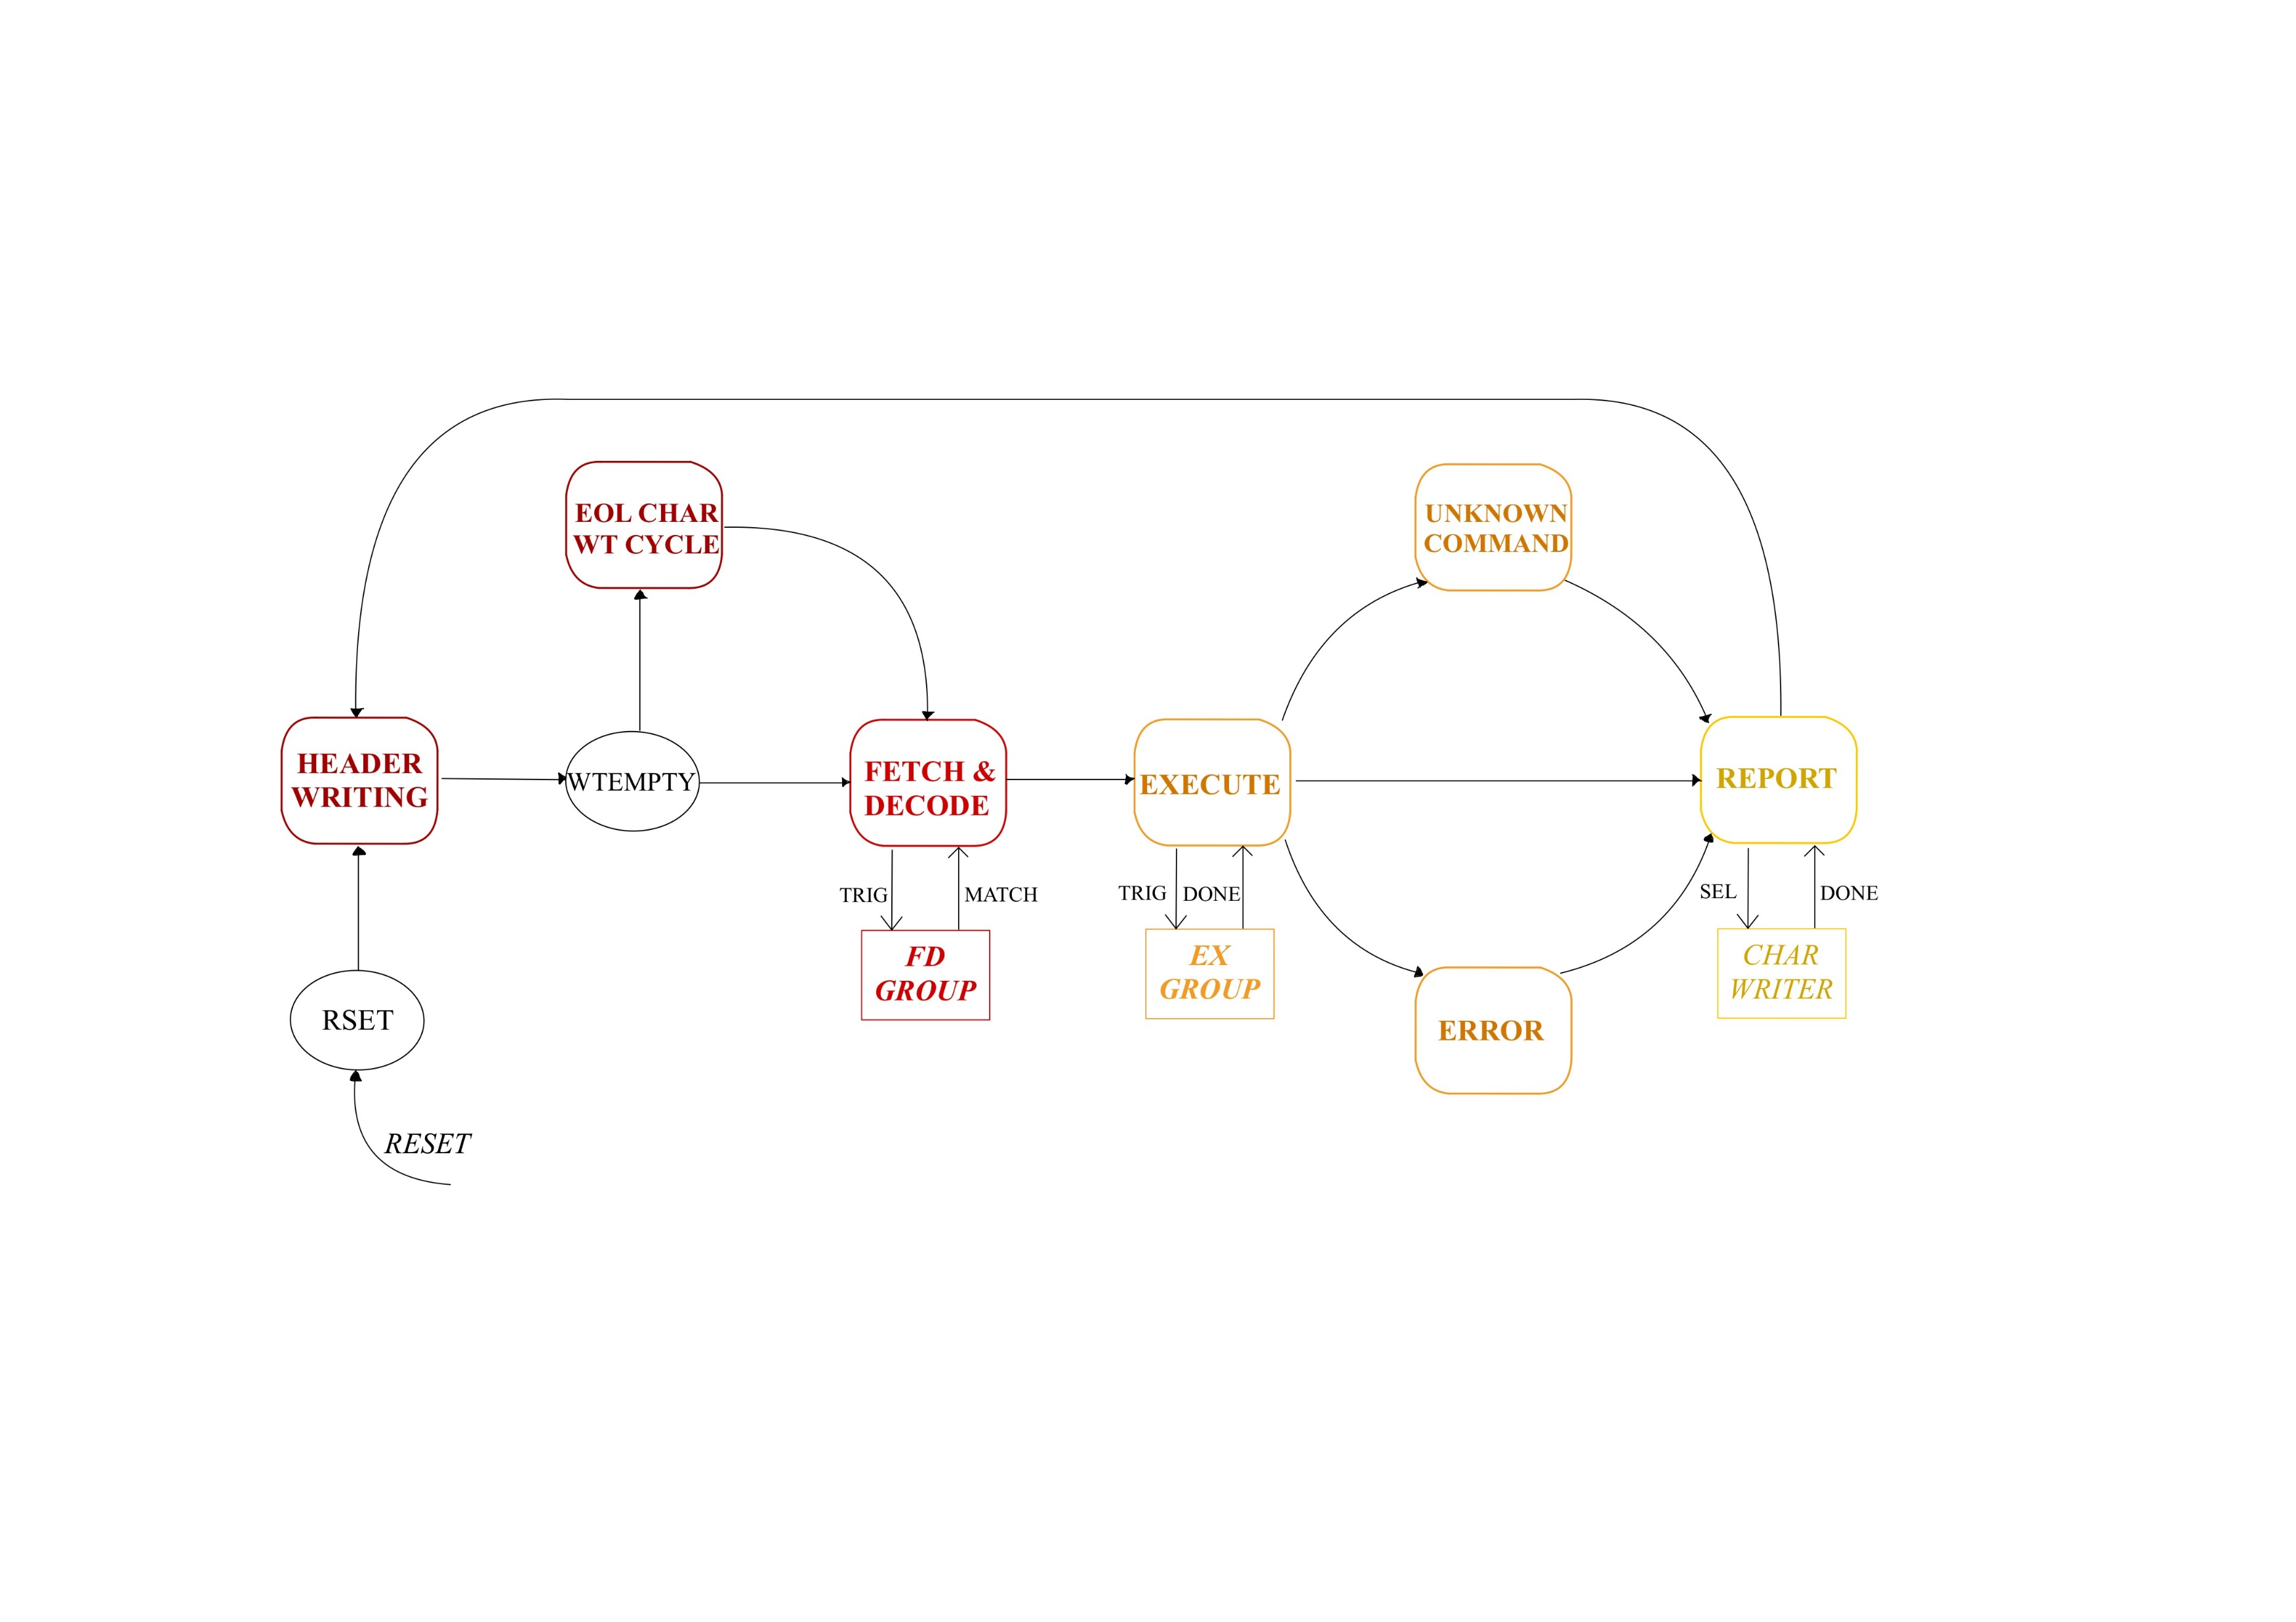 EOL CHAR
WT CYCLE
UNKNOWN
COMMAND
HEADER
WRITING
WTEMPTY
FETCH &
DECODE
EXECUTE
REPORT
TRIG
MATCH
TRIG
DONE
SEL
DONE
FD
GROUP
EX
GROUP
CHAR
WRITER
RSET
ERROR
RESET